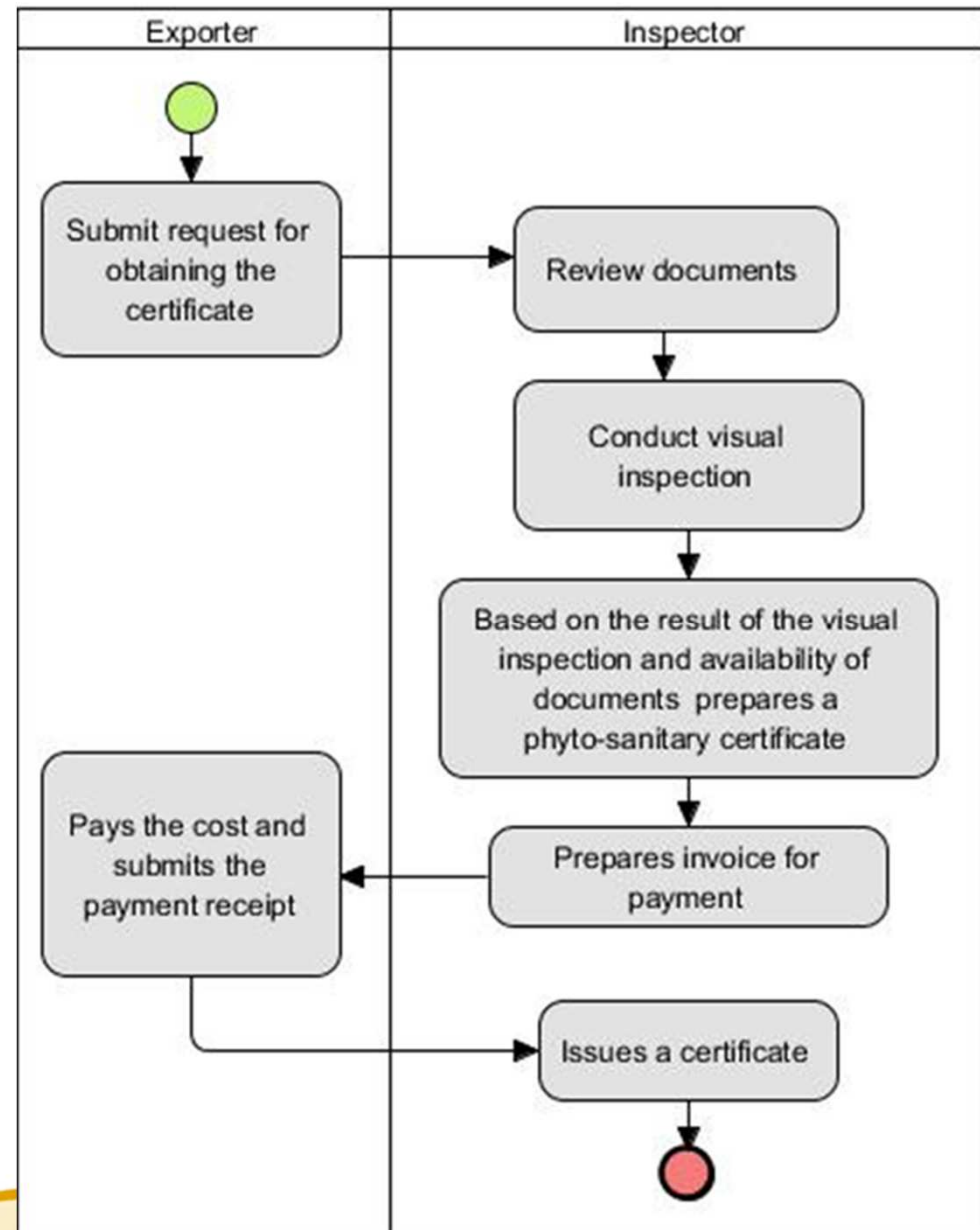 Exporter
Inspector
Submit request for
obtaining the
certificate
Review documents
Conduct visual
inspection
Based on the result of the visual
inspection and availability of
documents  prepares a
phyto-sanitary certificate
Prepares invoice for
payment
Pays the cost and
submits the
payment receipt
Issues a certificate